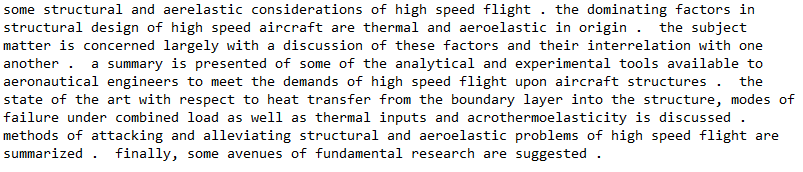 some structural and aerelastic considerations of high speed flight . the dominating factors in
structural design of high speed aircraft are thermal and aeroelastic in origin .  the subject
matter is concerned largely with a discussion of these factors and their interrelation with one
another .  a summary is presented of some of the analytical and experimental tools available to
aeronautical engineers to meet the demands of high speed flight upon aircraft structures .  the
state of the art with respect to heat transfer from the boundary layer into the structure, modes of
failure under combined load as well as thermal inputs and acrothermoelasticity is discussed .
methods of attacking and alleviating structural and aeroelastic problems of high speed flight are
summarized .  finally, some avenues of fundamental research are suggested .